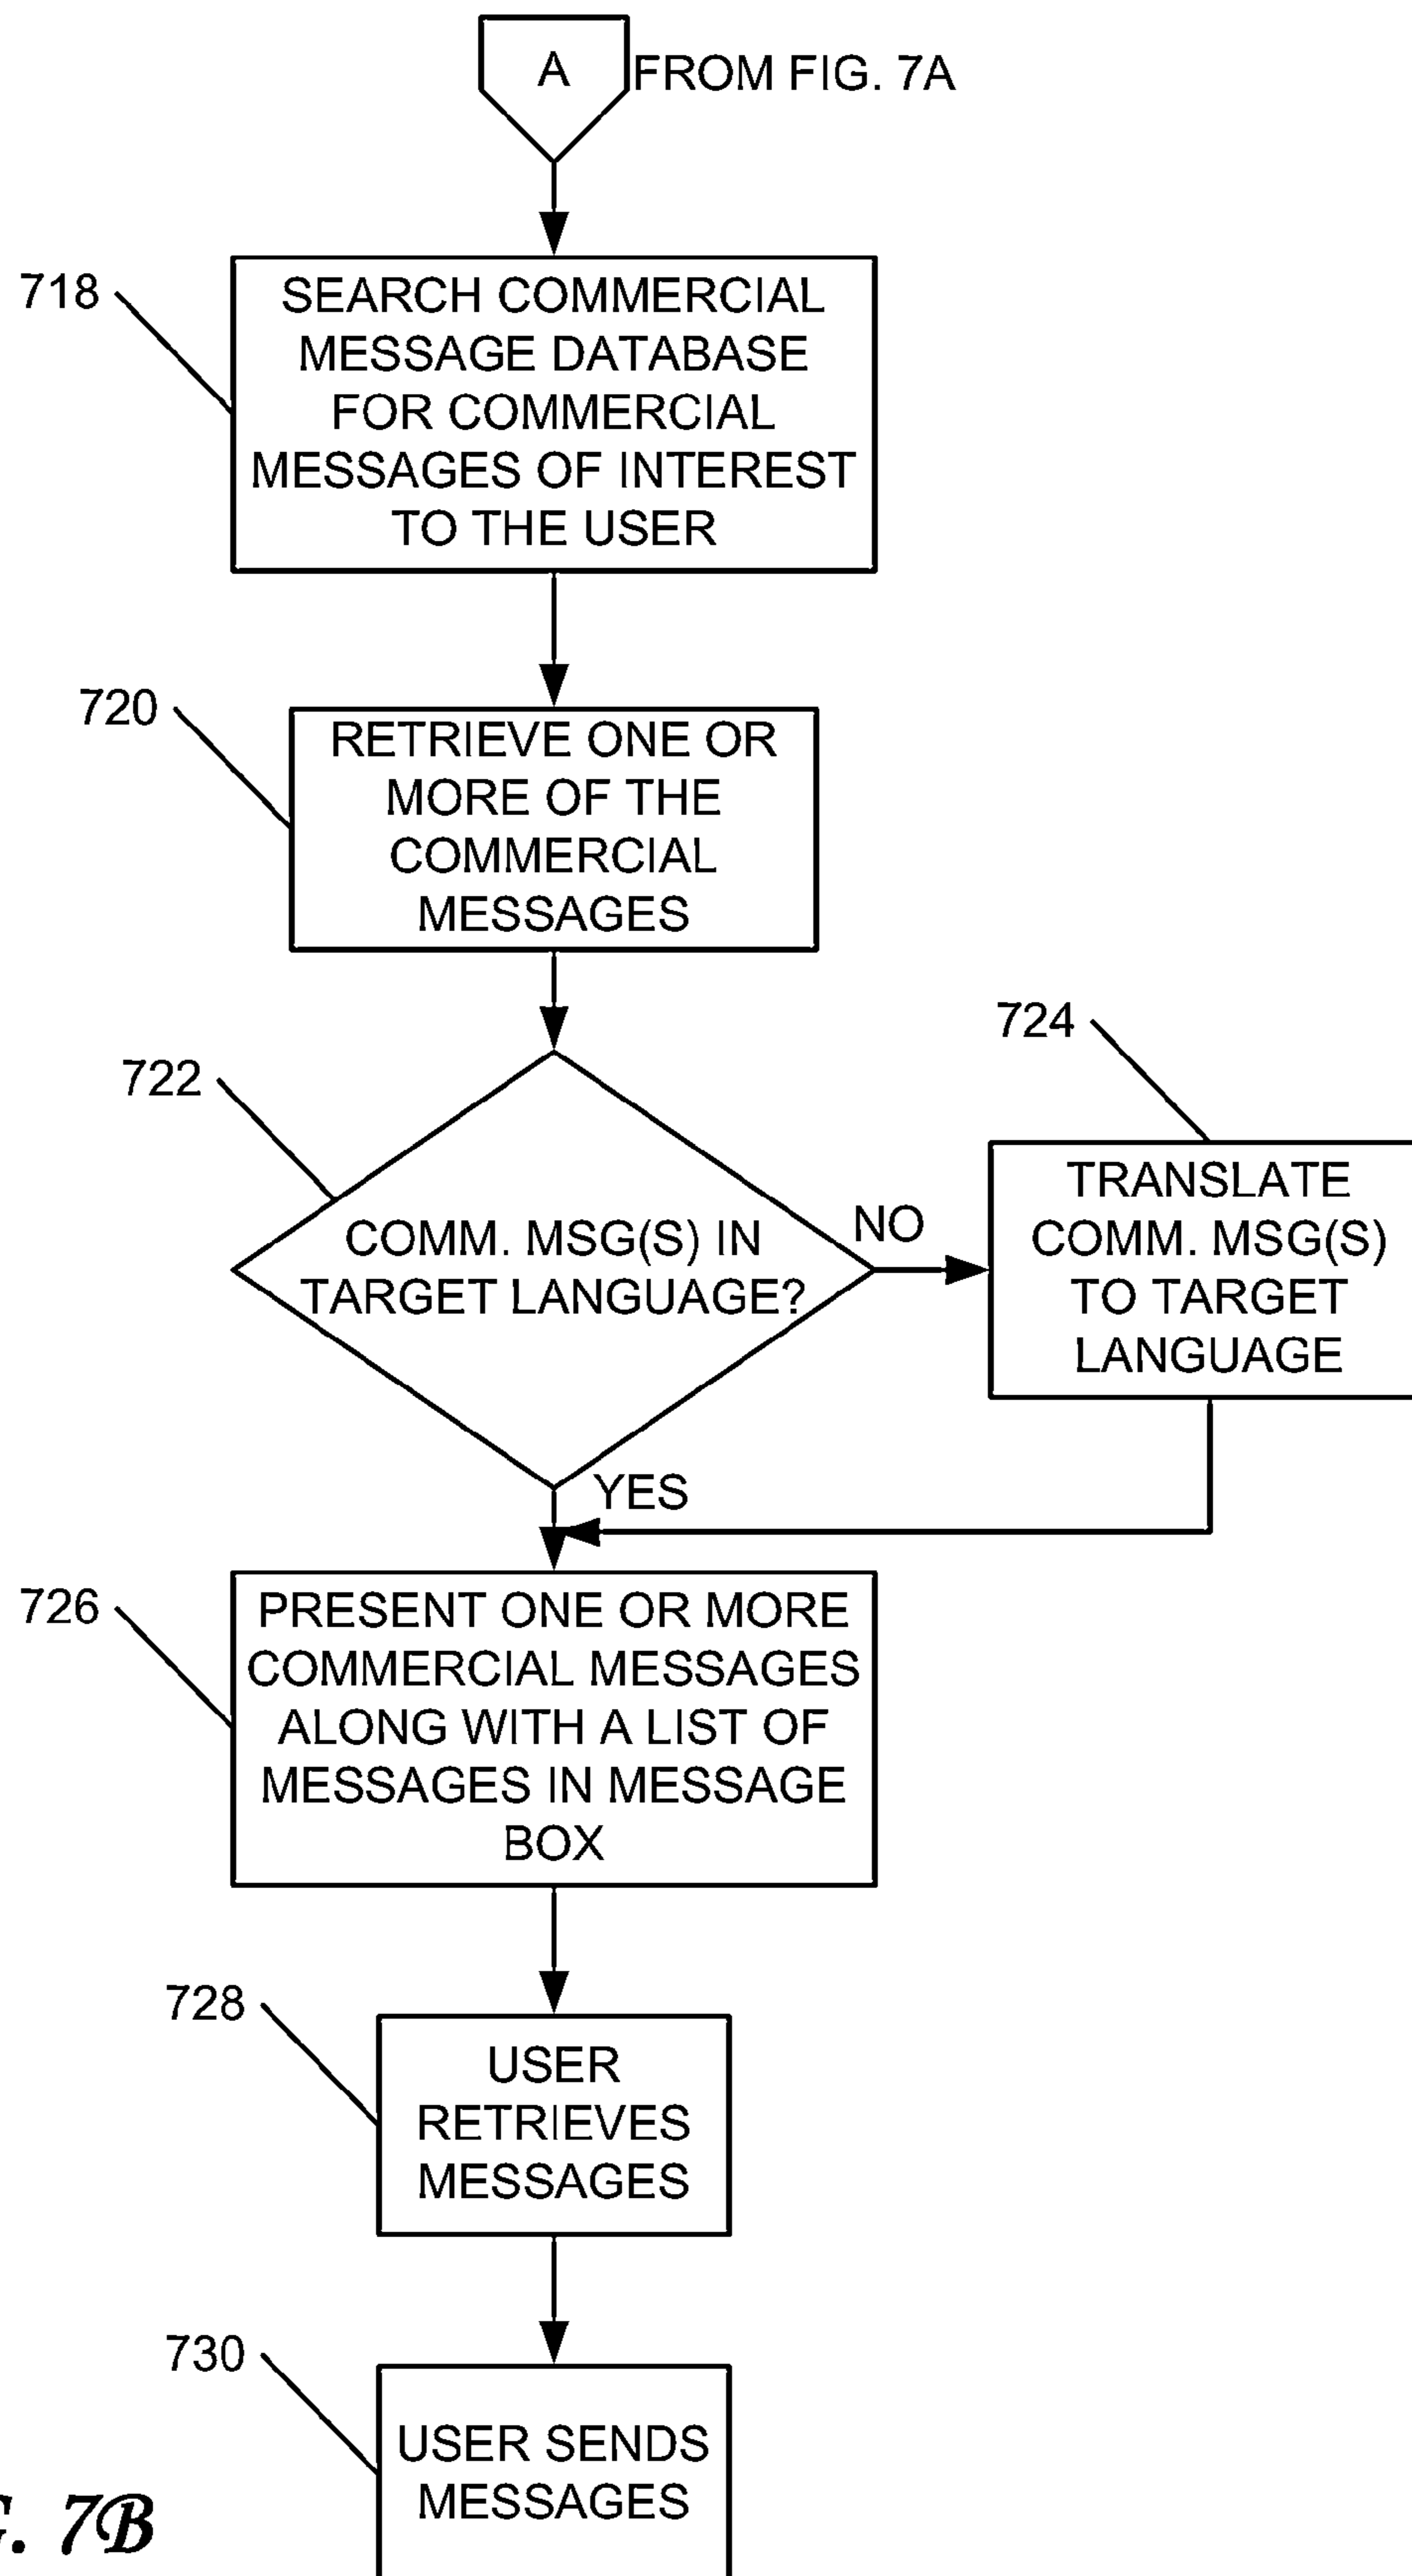 A
FROM FIG. 7A
718
SEARCH COMMERCIAL
MESSAGE DATABASE
FOR COMMERCIAL
MESSAGES OF INTEREST
TO THE USER
720
RETRIEVE ONE OR
MORE OF THE
COMMERCIAL
MESSAGES
722
COMM. MSG(S) IN
TARGET LANGUAGE?
NO
724
TRANSLATE
COMM. MSG(S)
TO TARGET
LANGUAGE
YES
726
PRESENT ONE OR MORE
COMMERCIAL MESSAGES
ALONG WITH A LIST OF
MESSAGES IN MESSAGE
BOX
728
USER
RETRIEVES
MESSAGES
730
USER SENDS
MESSAGES
G. 7B